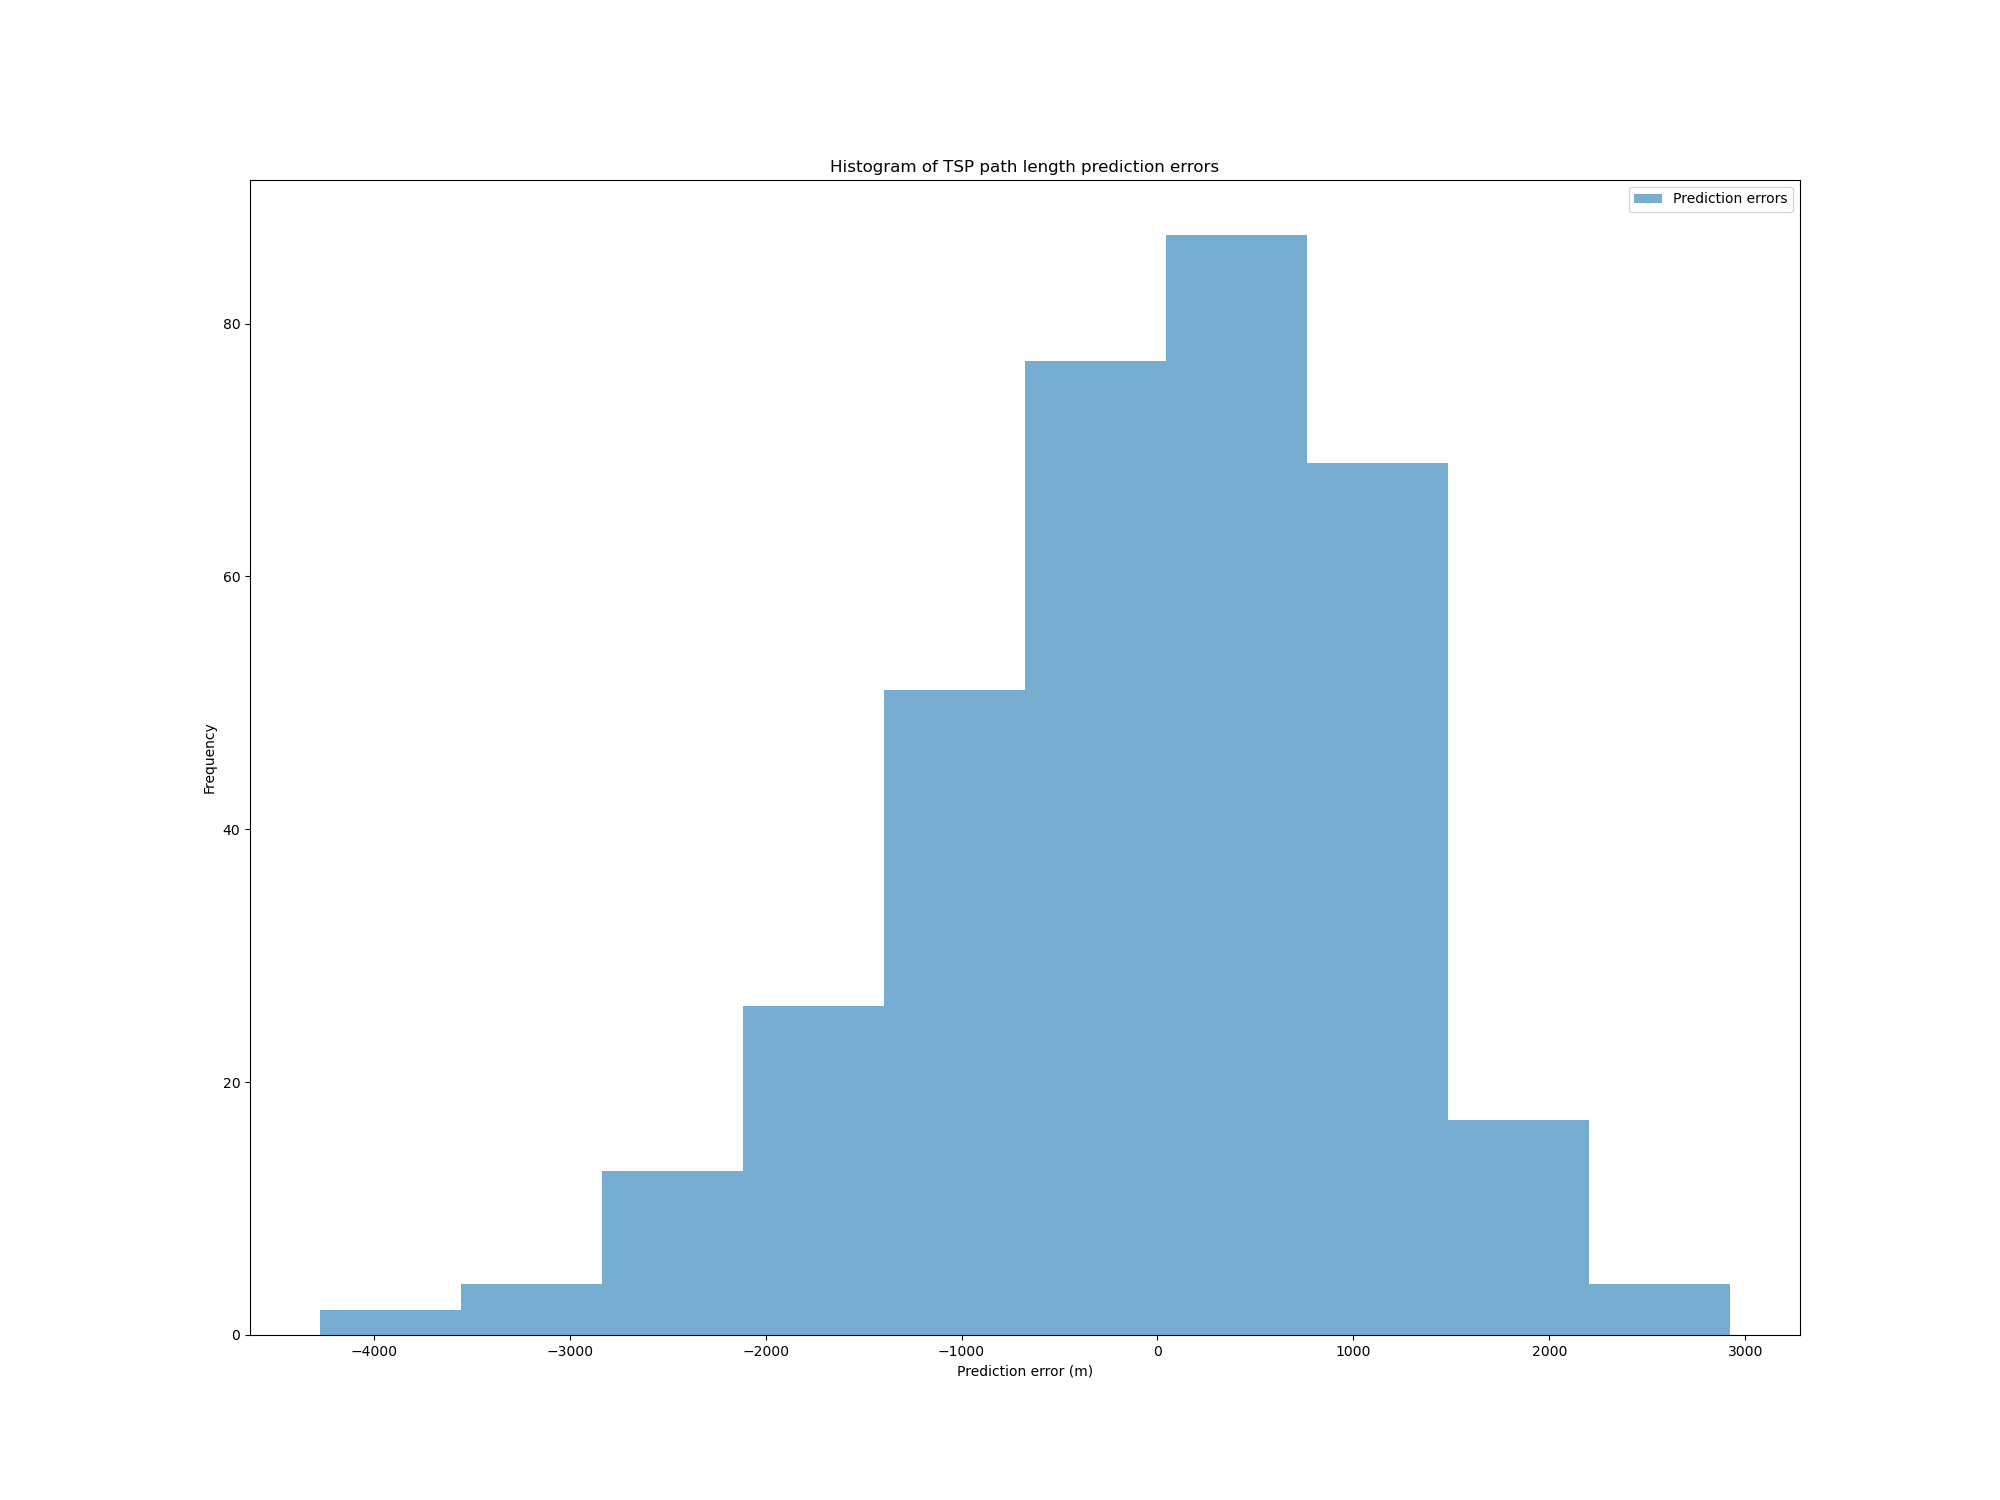 Histogram of TSP path length prediction errors
Prediction errors
80
60
40
20
0
Frequency
−4000 −3000 −2000 −1000 0 1000 2000 3000
Prediction error (m)